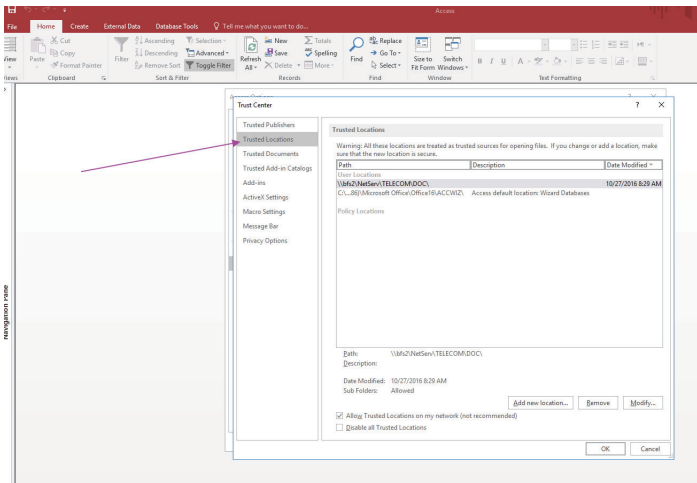 Access
File Home Create External Data Database Tools Tell me what you want to do...
View
Paste
Cut
Copy
Format Painter
Filter
Ascending
Descending
Remove Sort
Selection
Advanced
Toggle Filter
Refresh
All
New
Save
Delete
Totals
Spelling
More
Find
Replace
Go To
Select
Size to
Fit Form
Switch
Windows
B I U A
Views Clipboard Sort & Filter Records Find Window Text Formatting
Trust Center ? X
Trusted Publishers
Trusted Locations
Trusted Documents
Trusted Add-in Catalogs
Add-ins
ActiveX Settings
Macro Settings
Message Bar
Privacy Options
Trusted Locations
Warning: All these locations are treated as trusted sources for opening files. If you change or add a location, make
sure that the new location is secure.
Path Description Date Modified
User Locations
\\bfs2\NetServ\TELECOM\DOC\ 10/27/2016 8:29 AM
C:\...86)\Microsoft Office\Office16\ACCWIZ\ Access default location: Wizard Databases
Policy Locations
Path: \\bfs2\NetServ\TELECOM\DOC\
Description:
Date Modified: 10/27/2016 8:29 AM
Sub Folders: Allowed
Add new location... Remove Modify...
Allow Trusted Locations on my network (not recommended)
Disable all Trusted Locations
OK Cancel
Navigation Pane